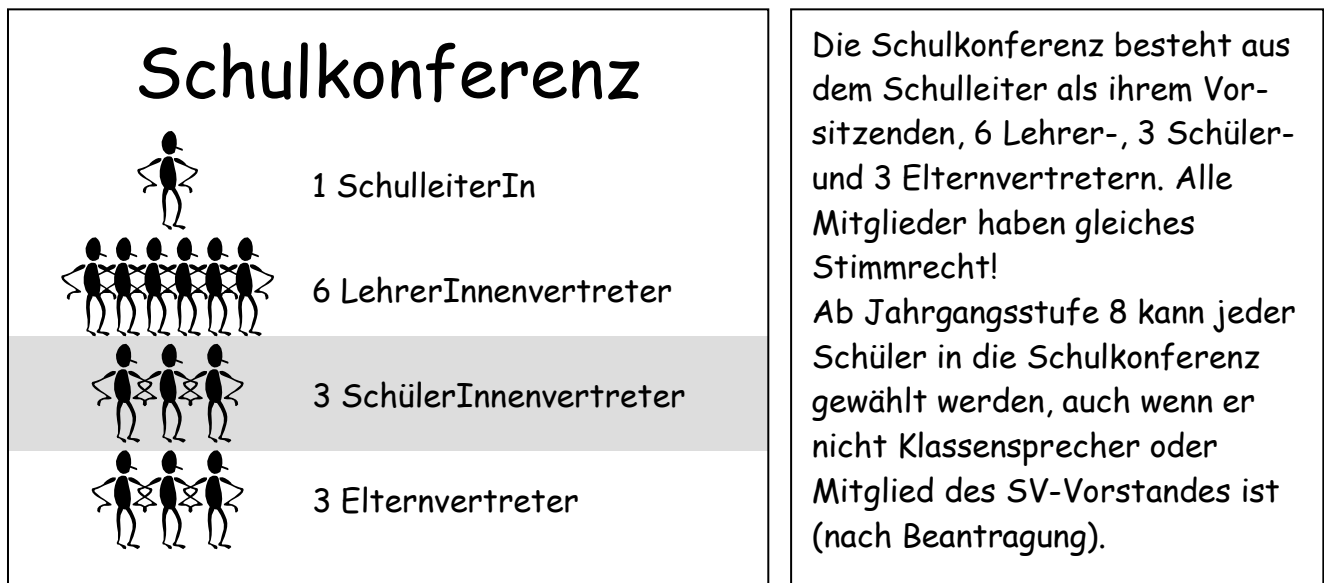 Schulkonferenz
1 SchulleiterIn
6 LehrerInnenvertreter
3 SchülerInnenvertreter
3 Elternvertreter
Die Schulkonferenz besteht aus
dem Schulleiter als ihrem Vor-
sitzenden, 6 Lehrer-, 3 Schüler-
und 3 Elternvertretern. Alle
Mitglieder haben gleiches
Stimmrecht!
Ab Jahrgangsstufe 8 kann jeder
Schüler in die Schulkonferenz
gewählt werden, auch wenn er
nicht Klassensprecher oder
Mitglied des SV-Vorstandes ist
(nach Beantragung).